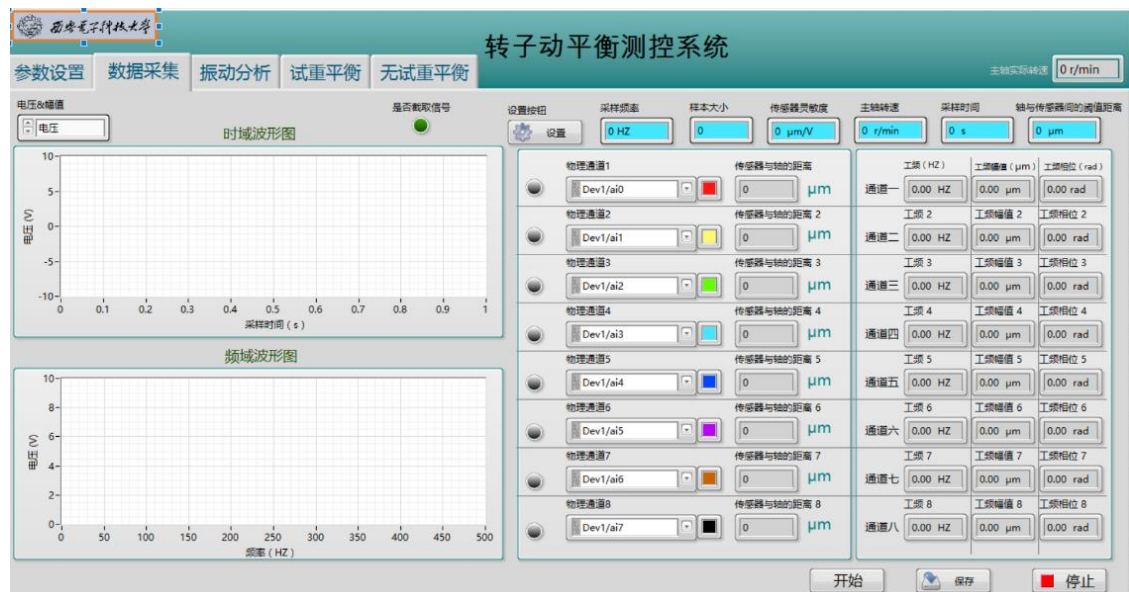 西安电子科技大学
转子动平衡测控系统
参数设置 数据采集 振动分析 试重平衡 无试重平衡
主轴实际转速 0 r/min
电压&幅值
电压
是否截取信号
时域波形图
10
5
0
-5
-10
电压(V)
0 0.1 0.2 0.3 0.4 0.5 0.6 0.7 0.8 0.9 1
采样时间(s)
频域波形图
10
8
6
4
2
0
电压(V)
0 50 100 150 200 250 300 350 400 450 500
频率(HZ)
设置按钮 采样频率 样本大小 传感器灵敏度 主轴转速 采样时间 轴与传感器间的阈值距离
设置 0 HZ 0 0 μm/V 0 r/min 0 s 0 μm
物理通道1 传感器与轴的距离 工频(HZ) 工频幅值(μm) 工频相位(rad)
Dev1/ai0 0 μm 通道一 0.00 HZ 0.00 μm 0.00 rad
物理通道2 传感器与轴的距离 2 工频 2 工频幅值 2 工频相位 2
Dev1/ai1 0 μm 通道二 0.00 HZ 0.00 μm 0.00 rad
物理通道3 传感器与轴的距离 3 工频 3 工频幅值 3 工频相位 3
Dev1/ai2 0 μm 通道三 0.00 HZ 0.00 μm 0.00 rad
物理通道4 传感器与轴的距离 4 工频 4 工频幅值 4 工频相位 4
Dev1/ai3 0 μm 通道四 0.00 HZ 0.00 μm 0.00 rad
物理通道5 传感器与轴的距离 5 工频 5 工频幅值 5 工频相位 5
Dev1/ai4 0 μm 通道五 0.00 HZ 0.00 μm 0.00 rad
物理通道6 传感器与轴的距离 6 工频 6 工频幅值 6 工频相位 6
Dev1/ai5 0 μm 通道六 0.00 HZ 0.00 μm 0.00 rad
物理通道7 传感器与轴的距离 7 工频 7 工频幅值 7 工频相位 7
Dev1/ai6 0 μm 通道七 0.00 HZ 0.00 μm 0.00 rad
物理通道8 传感器与轴的距离 8 工频 8 工频幅值 8 工频相位 8
Dev1/ai7 0 μm 通道八 0.00 HZ 0.00 μm 0.00 rad
开始 保存 停止